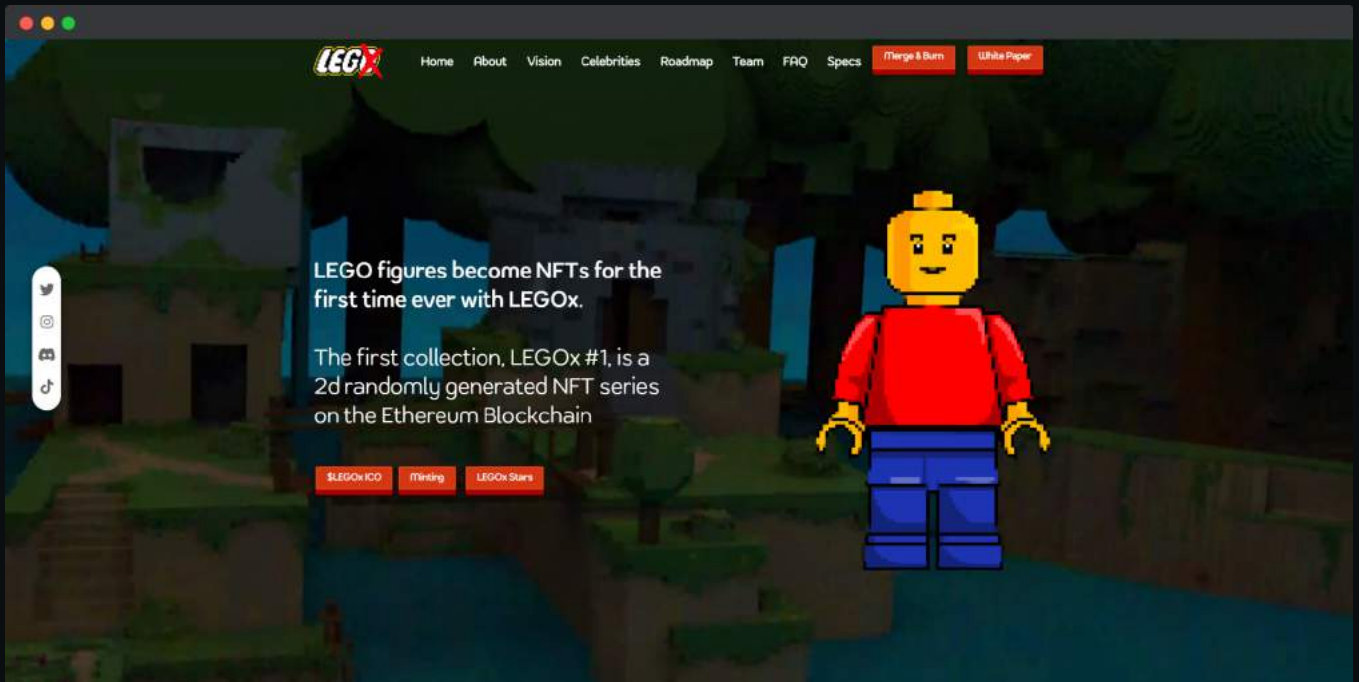 LEGOX
Home About Vision Celebrities Roadmap Team FAQ Specs Merge & Burn White Paper
LEGO figures become NFTs for the
first time ever with LEGOx.
The first collection, LEGOx #1, is a
2d randomly generated NFT series
on the Ethereum Blockchain
$LEGOx ICO Minting LEGOx Stars